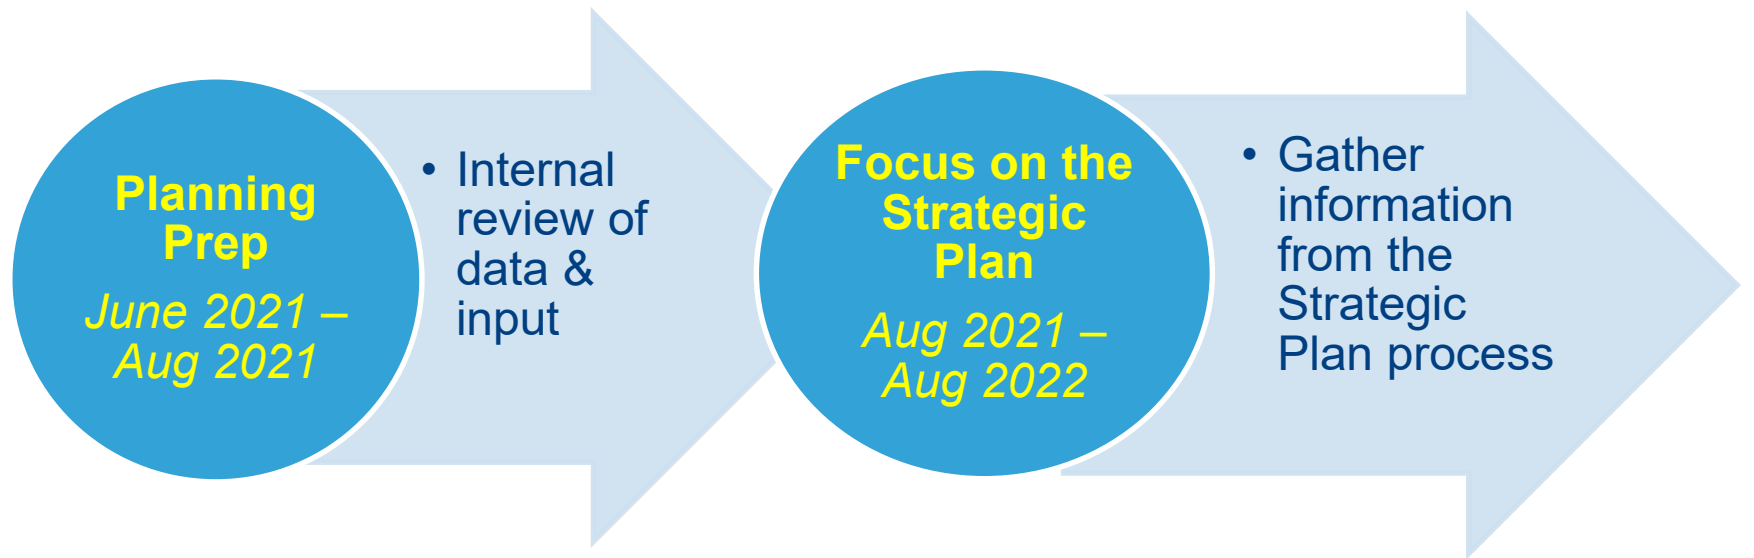 Planning
Prep
June 2021 –
Aug 2021
• Internal
review of
data &
input
Focus on the
Strategic
Plan
Aug 2021 –
Aug 2022
• Gather
information
from the
Strategic
Plan process